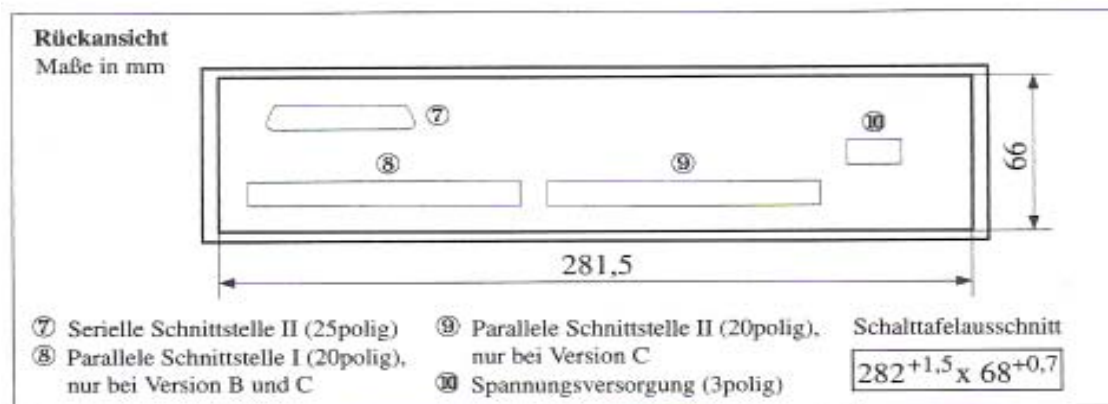 Rückansicht
Maße in mm
⑦
⑩
⑧
⑨
66
281,5
⑦ Serielle Schnittstelle II (25polig)
⑧ Parallele Schnittstelle I (20polig),
nur bei Version B und C
⑨ Parallele Schnittstelle II (20polig),
nur bei Version C
⑩ Spannungsversorgung (3polig)
Schalttafelausschnitt
282+1,5 x 68+0,7